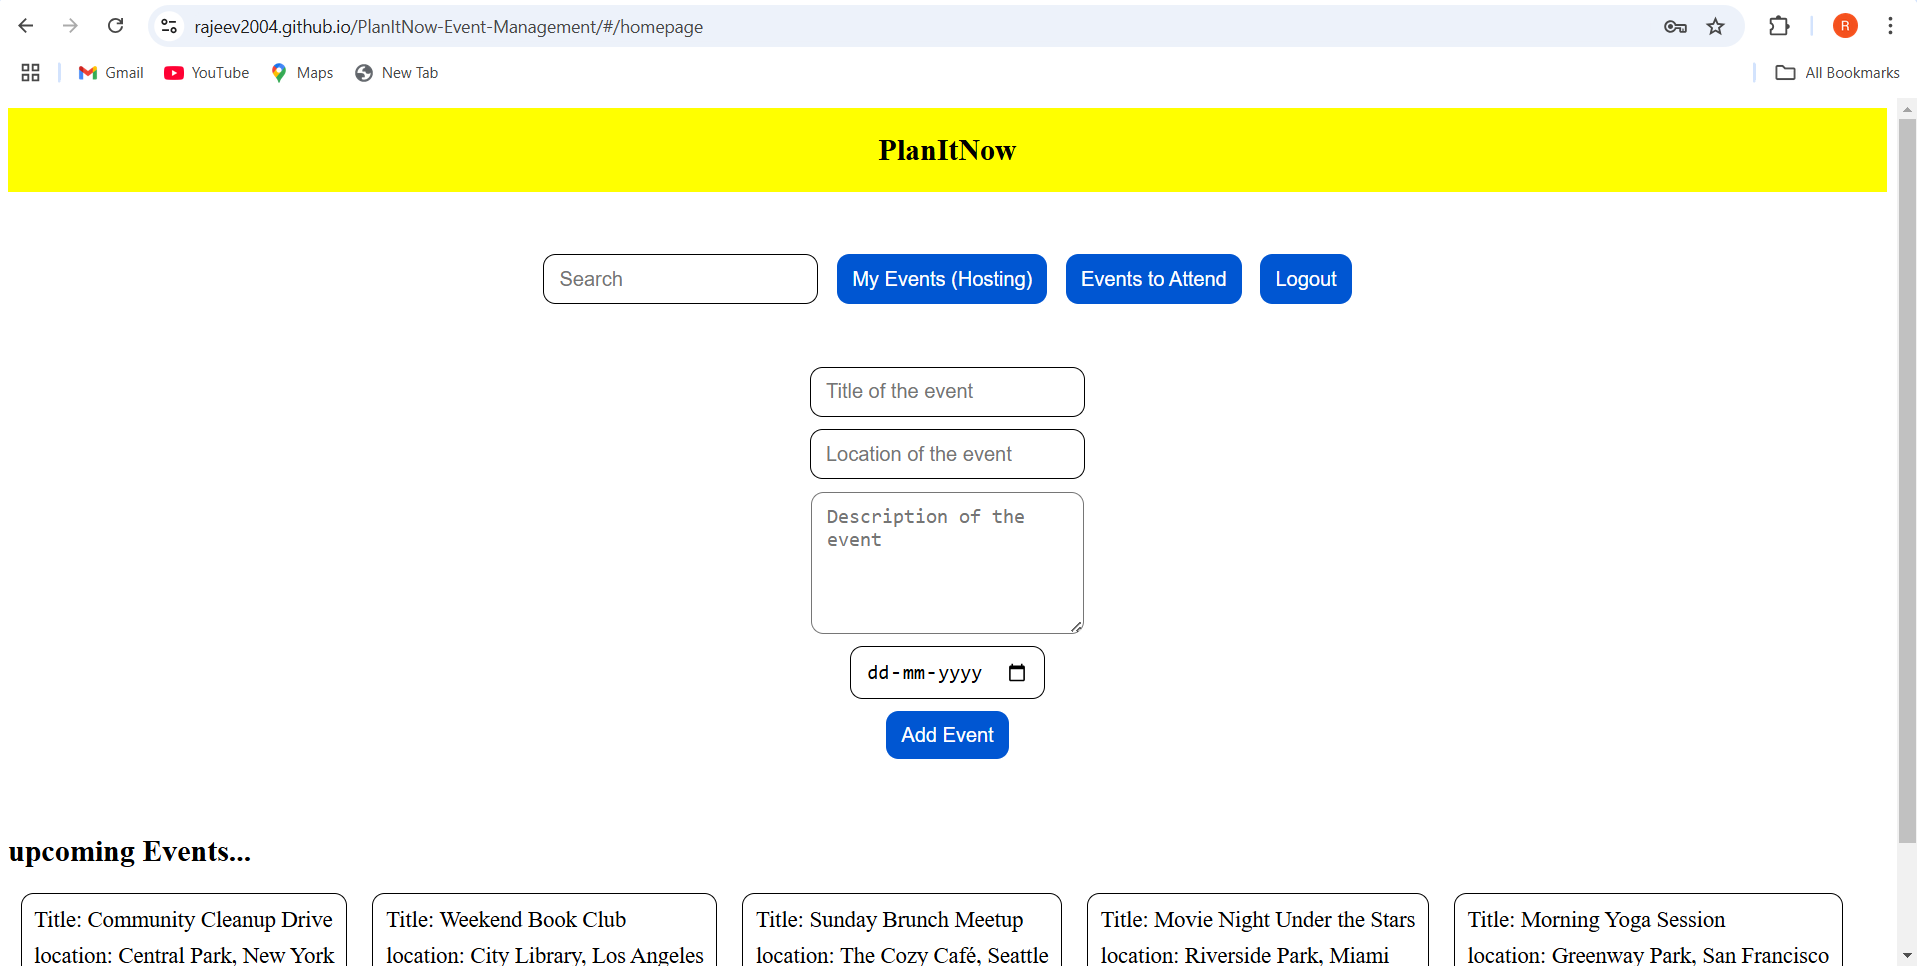 rajeev2004.github.io/PlanItNow-Event-Management/#/homepage
R
Gmail YouTube Maps New Tab All Bookmarks
PlanItNow
Search My Events (Hosting) Events to Attend Logout
Title of the event
Location of the event
Description of the
event
dd-mm-yyyy
Add Event
upcoming Events...
Title: Community Cleanup Drive
location: Central Park, New York
Title: Weekend Book Club
location: City Library, Los Angeles
Title: Sunday Brunch Meetup
location: The Cozy Café, Seattle
Title: Movie Night Under the Stars
location: Riverside Park, Miami
Title: Morning Yoga Session
location: Greenway Park, San Francisco